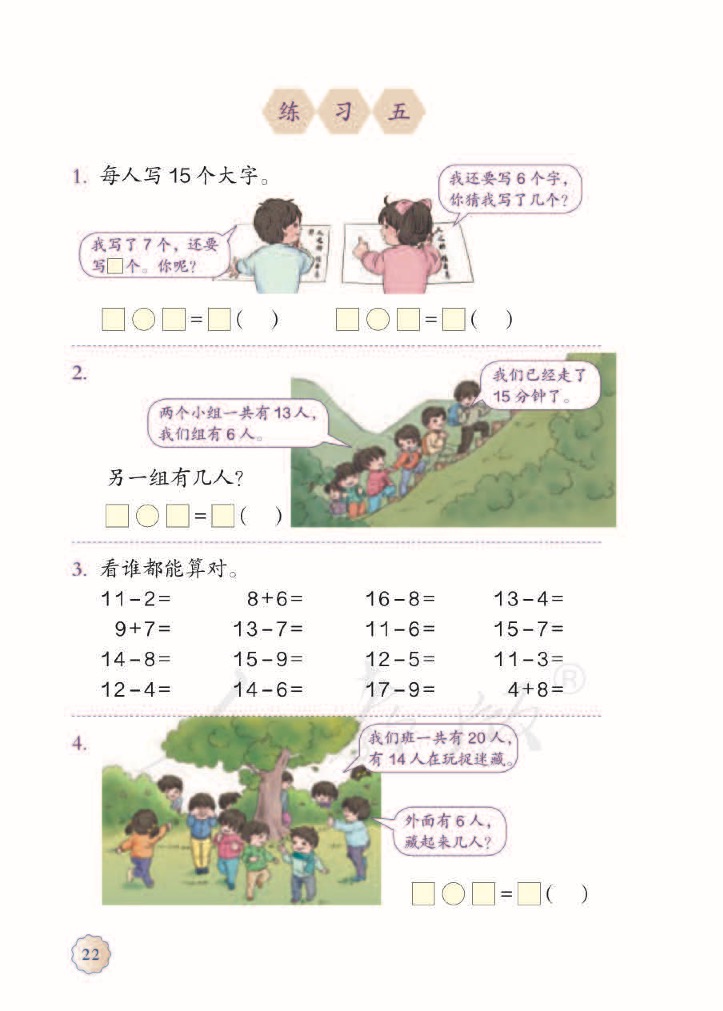 练习五
1. 每人写 15 个大字。
我还要写 6 个字，
你猜我写了几个？
我写了 7 个，还要
写□个。你呢？
□○□=□(　)　□○□=□(　)
2.
我们已经走了
15 分钟了。
两个小组一共有 13 人，
我们组有 6 人。
另一组有几人？
□○□=□(　)
3. 看谁都能算对。
11－2=　8+6=　16－8=　13－4=
9+7=　13－7=　11－6=　15－7=
14－8=　15－9=　12－5=　11－3=
12－4=　14－6=　17－9=　4+8=
4.
我们班一共有 20 人，
有 14 人在玩捉迷藏。
外面有 6 人，
藏起来几人？
□○□=□(　)
22